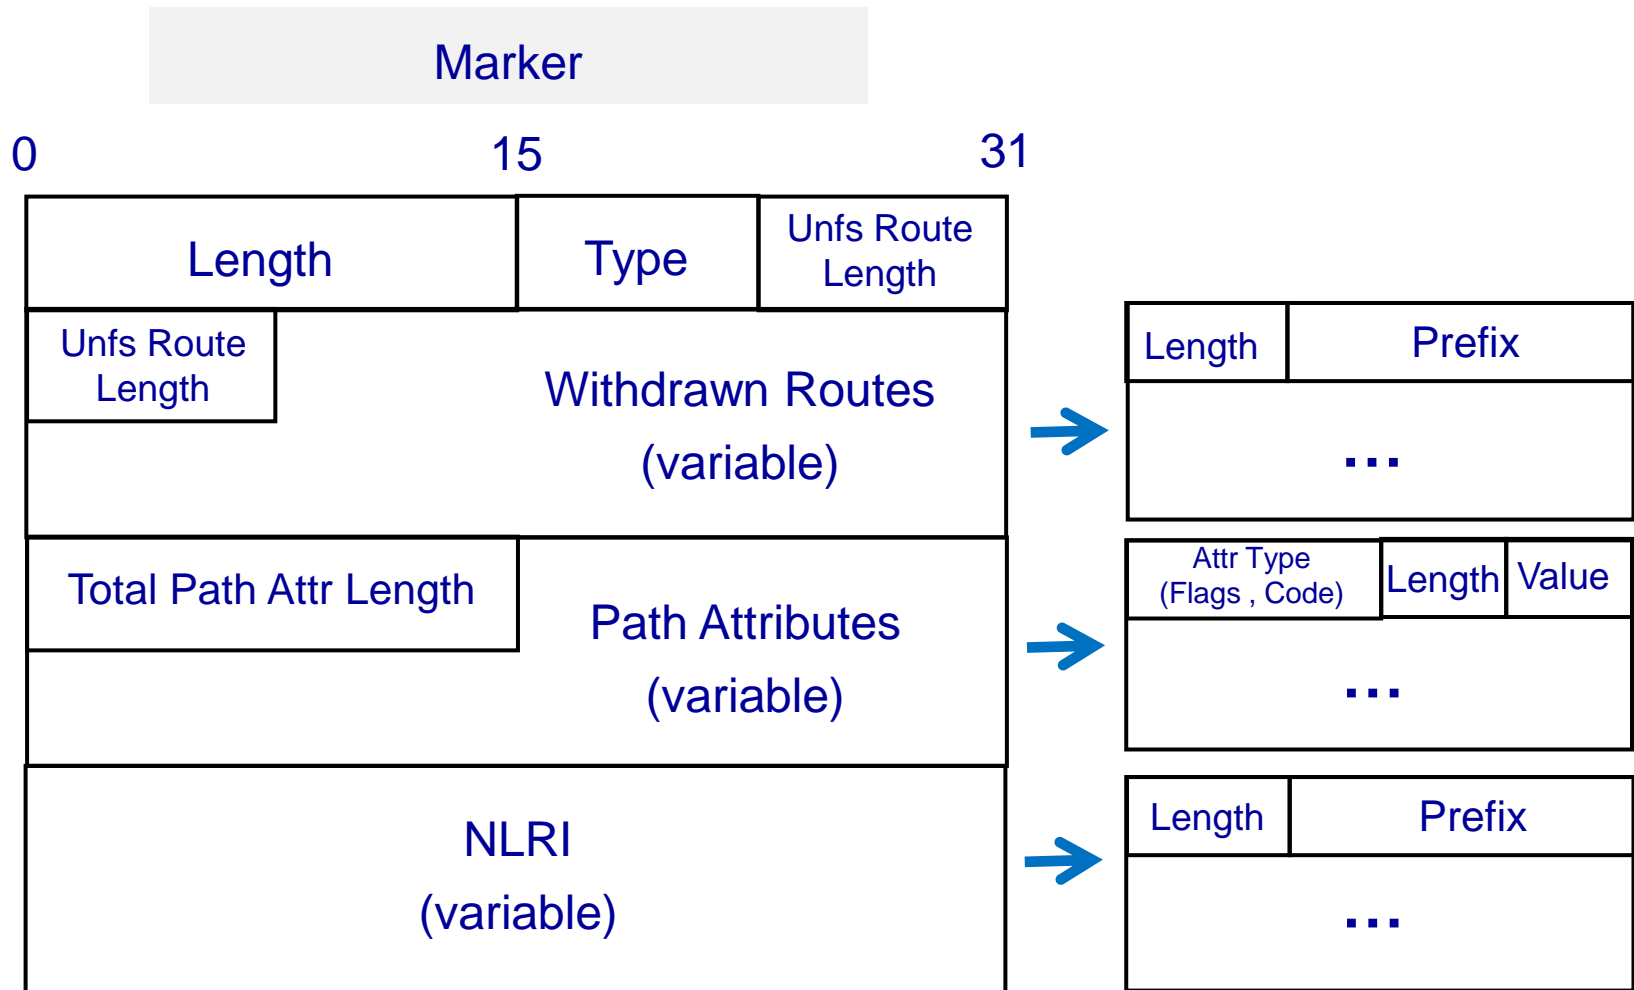 Marker
0 15 31
Length Type Unfs Route
Length
Unfs Route
Length
Withdrawn Routes
(variable)
Length Prefix
...
Total Path Attr Length
Path Attributes
(variable)
Attr Type
(Flags , Code)
Length Value
...
NLRI
(variable)
Length Prefix
...